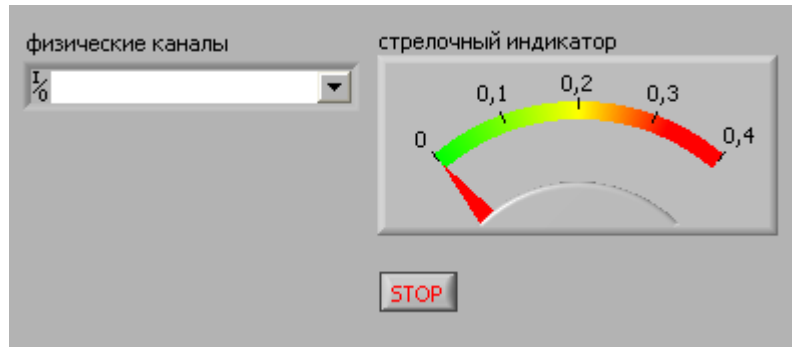 физические каналы
I/O
стрелочный индикатор
0
0,1
0,2
0,3
0,4
STOP